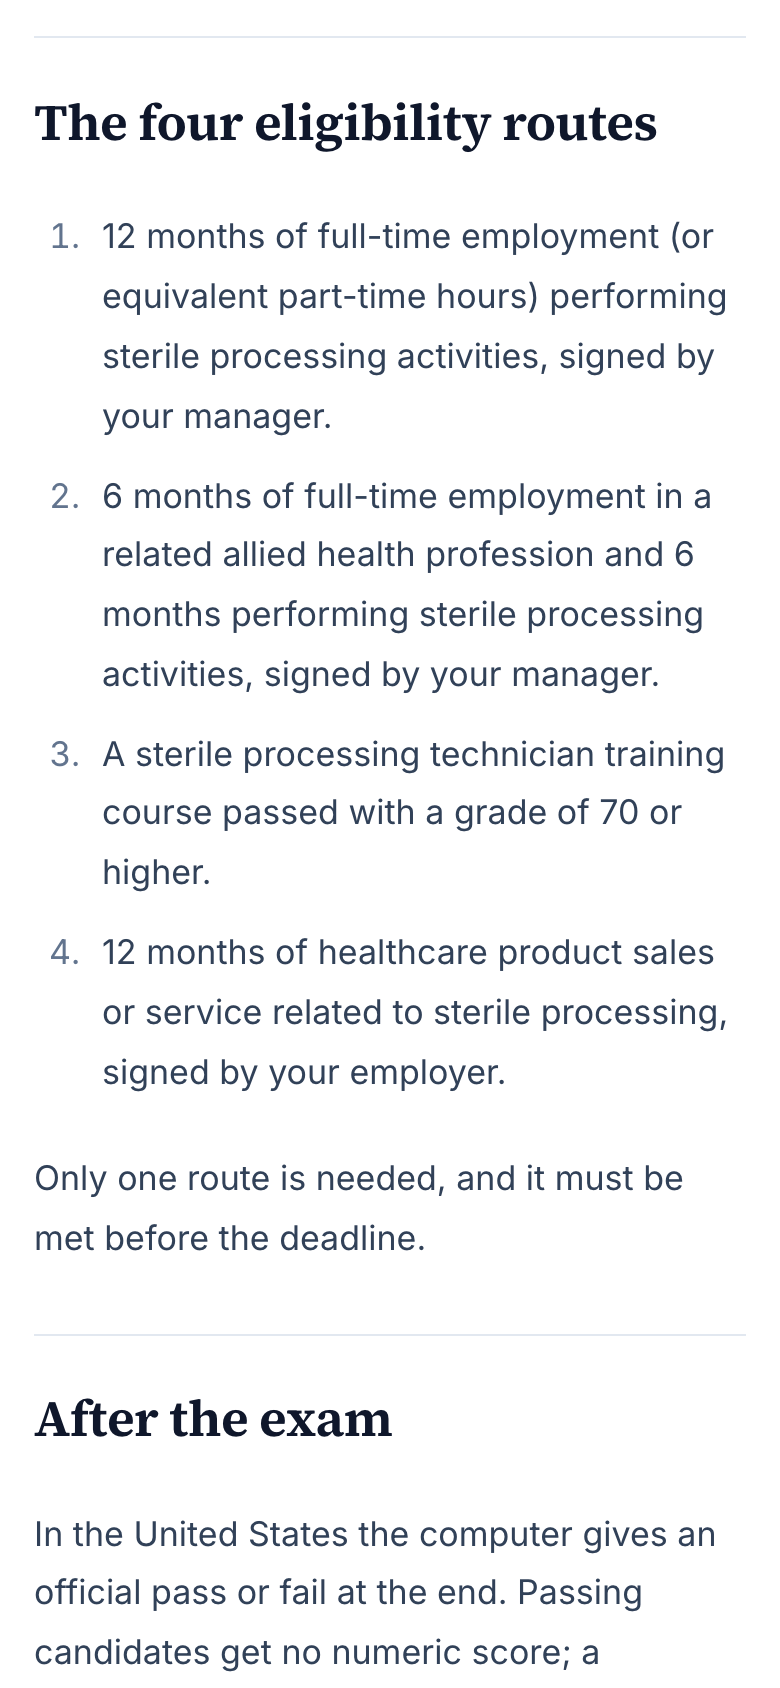 The four eligibility routes
1. 12 months of full-time employment (or
equivalent part-time hours) performing
sterile processing activities, signed by
your manager.
2. 6 months of full-time employment in a
related allied health profession and 6
months performing sterile processing
activities, signed by your manager.
3. A sterile processing technician training
course passed with a grade of 70 or
higher.
4. 12 months of healthcare product sales
or service related to sterile processing,
signed by your employer.
Only one route is needed, and it must be
met before the deadline.
After the exam
In the United States the computer gives an
official pass or fail at the end. Passing
candidates get no numeric score; a